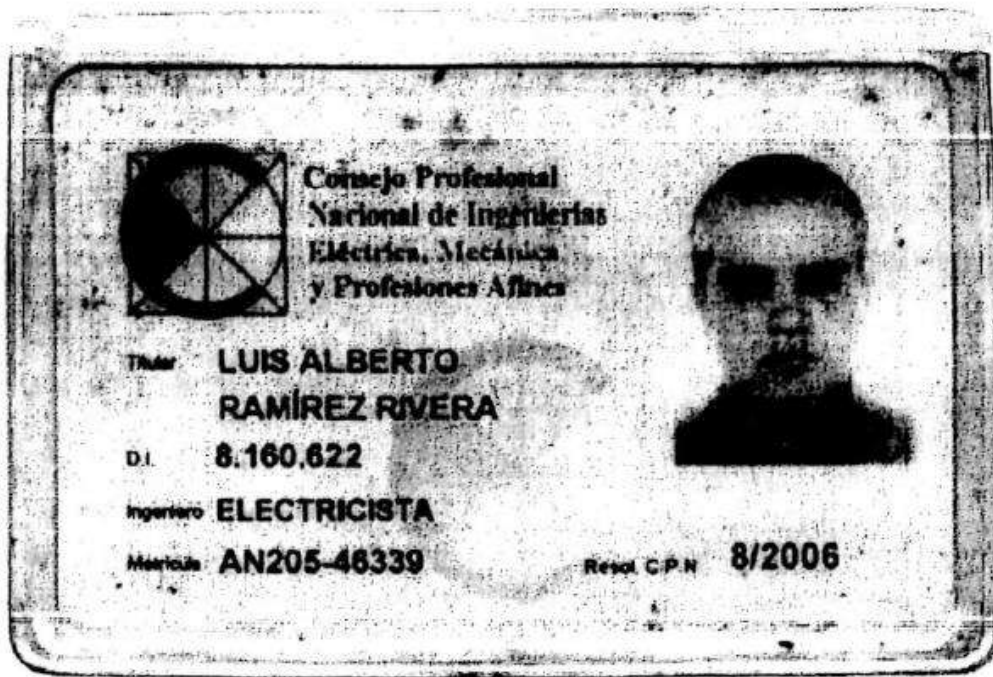 Consejo Profesional
Nacional de Ingenierías
Eléctrica, Mecánica
y Profesiones Afines
Titular LUIS ALBERTO
RAMÍREZ RIVERA
D.I. 8.160.622
Ingeniero ELECTRICISTA
Matrícula AN205-46339
Resol. C.P.N 8/2006